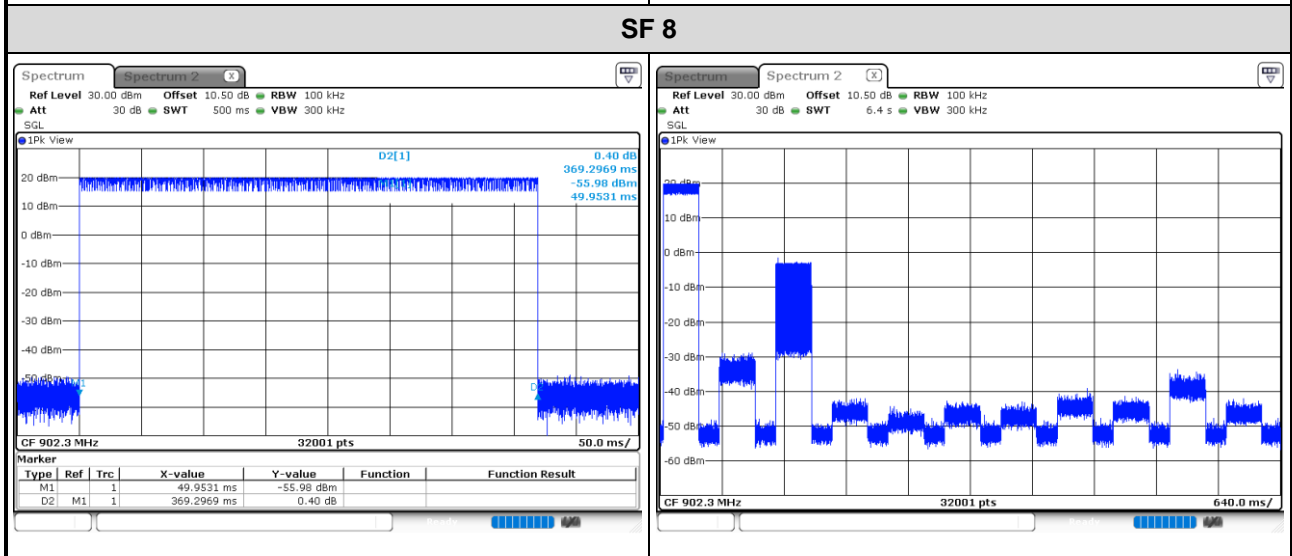 SF 8
Spectrum Spectrum 2 X
Ref Level 30.00 dBm Offset 10.50 dB RBW 100 kHz
Att 30 dB SWT 500 ms VBW 300 kHz
SGL
1Pk View
D2[1] 0.40 dB
369.2969 ms
-55.98 dBm
49.9531 ms
20 dBm
10 dBm
0 dBm
-10 dBm
-20 dBm
-30 dBm
-40 dBm
-50 dBm
CF 902.3 MHz 32001 pts 50.0 ms/
Marker
Type Ref Trc X-value Y-value Function Function Result
M1 1 49.9531 ms -55.98 dBm
D2 M1 1 369.2969 ms 0.40 dB
Spectrum Spectrum 2 X
Ref Level 30.00 dBm Offset 10.50 dB RBW 100 kHz
Att 30 dB SWT 6.4 s VBW 300 kHz
SGL
1Pk View
20 dBm
10 dBm
0 dBm
-10 dBm
-20 dBm
-30 dBm
-40 dBm
-50 dBm
-60 dBm
CF 902.3 MHz 32001 pts 640.0 ms/